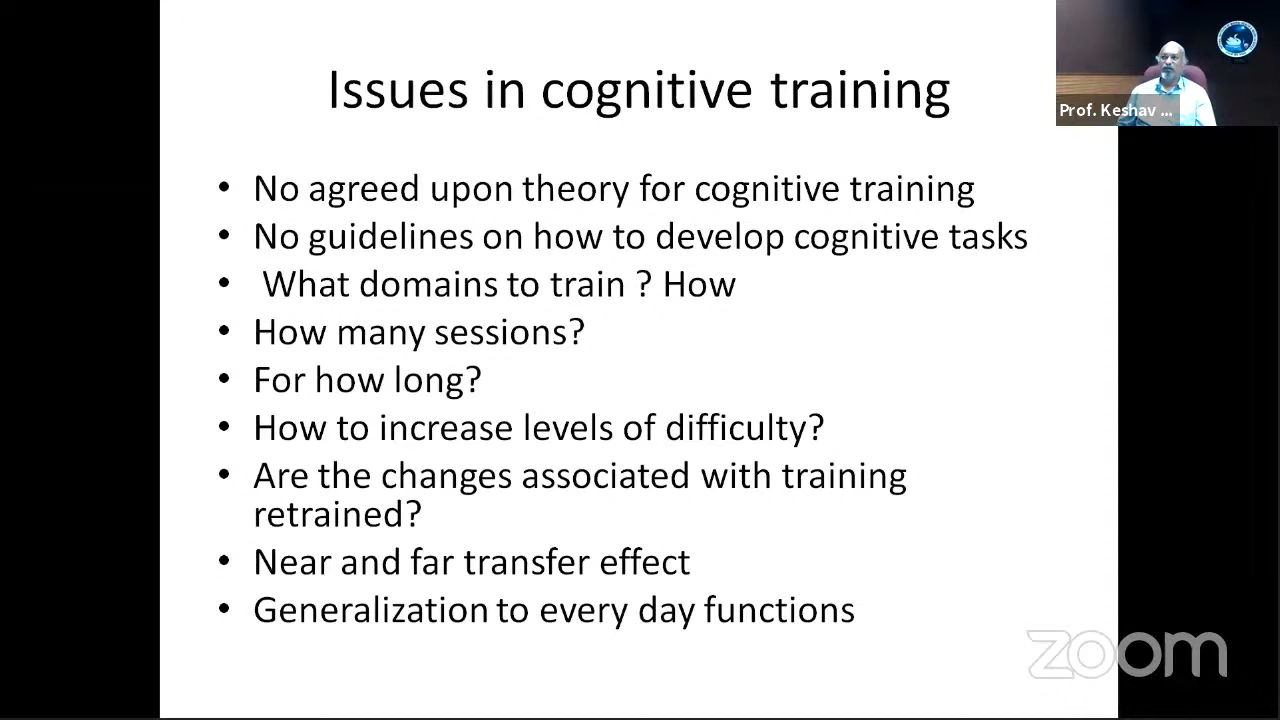 Issues in cognitive training
Prof. Keshav ...
• No agreed upon theory for cognitive training
• No guidelines on how to develop cognitive tasks
• What domains to train ? How
• How many sessions?
• For how long?
• How to increase levels of difficulty?
• Are the changes associated with training
retrained?
• Near and far transfer effect
• Generalization to every day functions
zoom